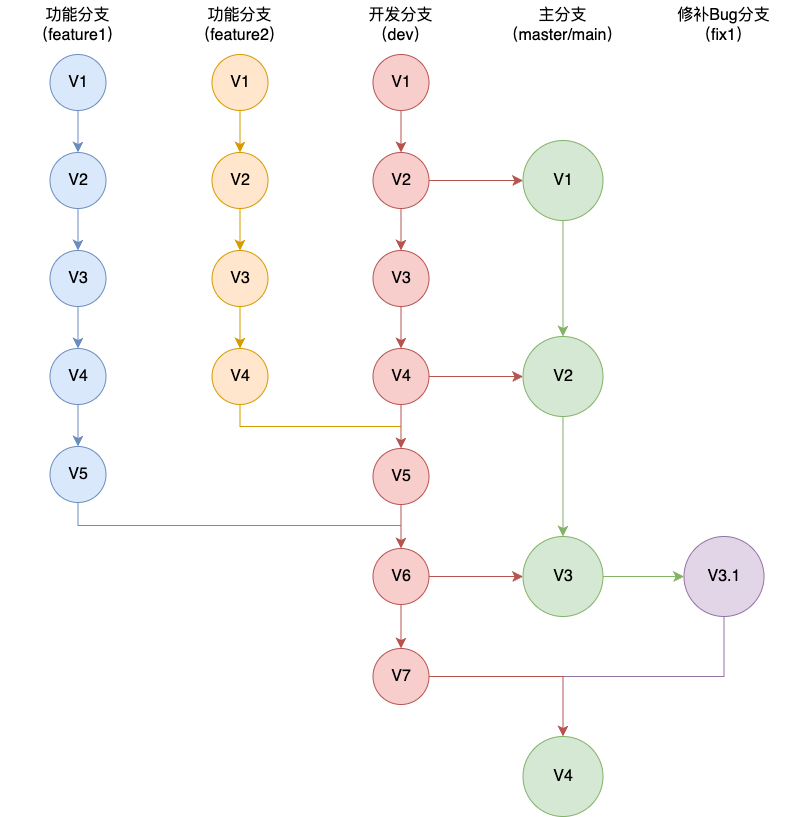 功能分支
（feature1）
功能分支
（feature2）
开发分支
（dev）
主分支
（master/main）
修补Bug分支
（fix1）
V1
V1
V1
V2
V2
V2
V1
V3
V3
V3
V4
V4
V4
V2
V5
V5
V6
V3
V3.1
V7
V4